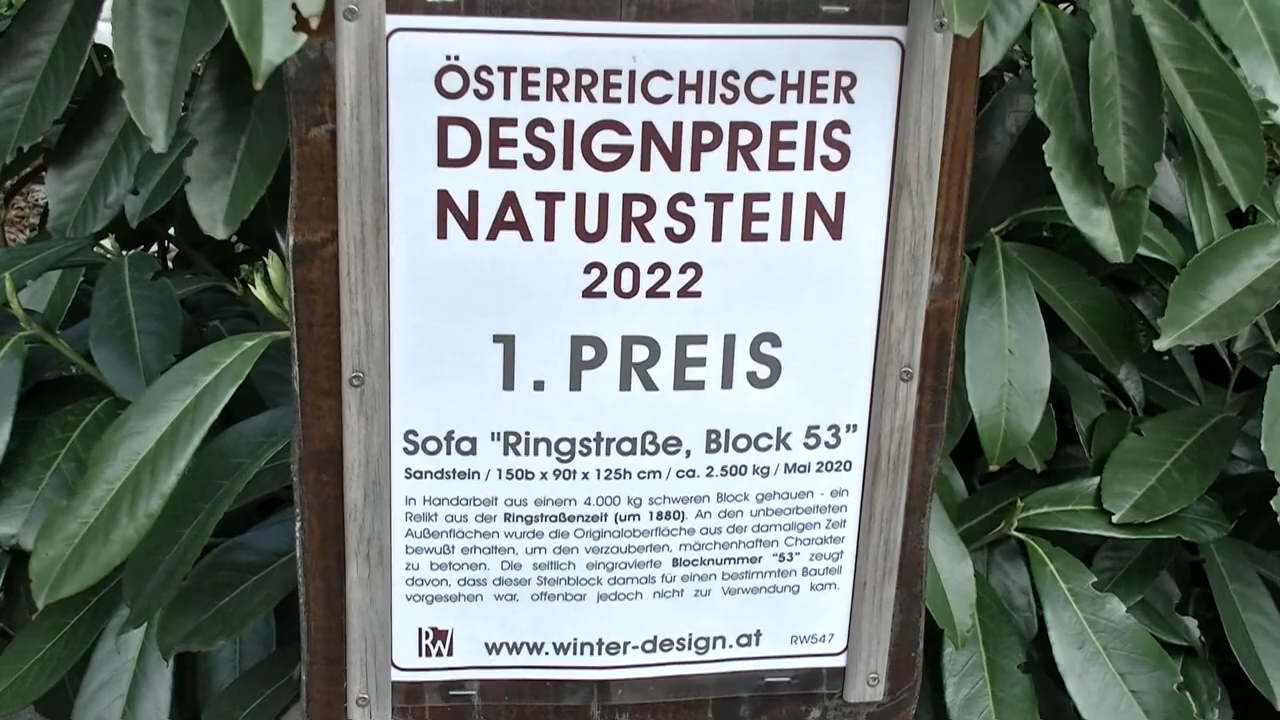 ÖSTERREICHISCHER
DESIGNPREIS
NATURSTEIN
2022
1. PREIS
Sofa "Ringstraße, Block 53”
Sandstein / 150b x 90t x 125h cm / ca. 2.500 kg / Mai 2020
In Handarbeit aus einem 4.000 kg schweren Block gehauen - ein
Relikt aus der Ringstraßenzeit (um 1880). An den unbearbeiteten
Außenflächen wurde die Originaloberfläche aus der damaligen Zeit
bewußt erhalten, um den verzauberten, märchenhaften Charakter
zu betonen. Die seitlich eingravierte Blocknummer "53" zeugt
davon, dass dieser Steinblock damals für einen bestimmten Bauteil
vorgesehen war, offenbar jedoch nicht zur Verwendung kam.
RW www.winter-design.at RW547